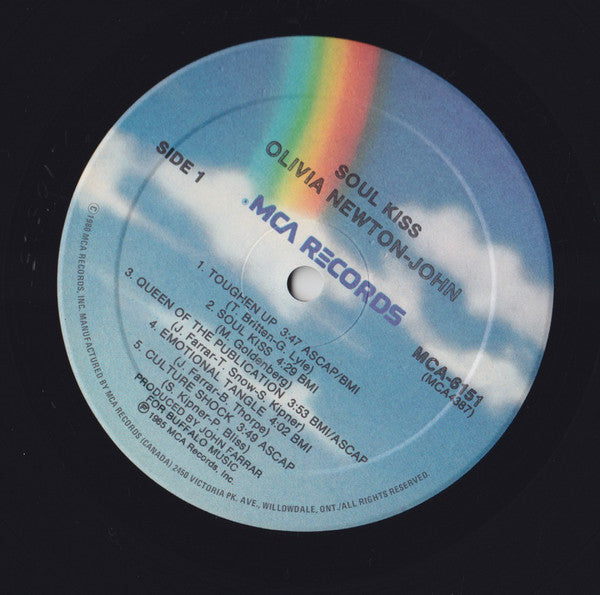 SOUL KISS
OLIVIA NEWTON-JOHN
SIDE 1
MCA RECORDS
MCA-6151
(MCA4387)
1. TOUGHEN UP 3:47 ASCAP/BMI
(T. Britten-G. Lyle)
2. SOUL KISS 4:29 BMI
(M. Goldenberg)
3. QUEEN OF THE PUBLICATION 3:53 BMI/ASCAP
(J. Farrar-T. Snow-S. Kipner)
4. EMOTIONAL TANGLE 4:02 BMI
(J. Farrar-B. Thorpe)
5. CULTURE SHOCK 3:49 ASCAP
(S. Kipner-P. Bliss)
PRODUCED BY JOHN FARRAR
FOR BUFFALO MUSIC
℗1985 MCA Records, Inc.
©1980 MCA RECORDS, INC. MANUFACTURED BY MCA RECORDS (CANADA) 2450 VICTORIA PK. AVE., WILLOWDALE, ONT./ALL RIGHTS RESERVED.